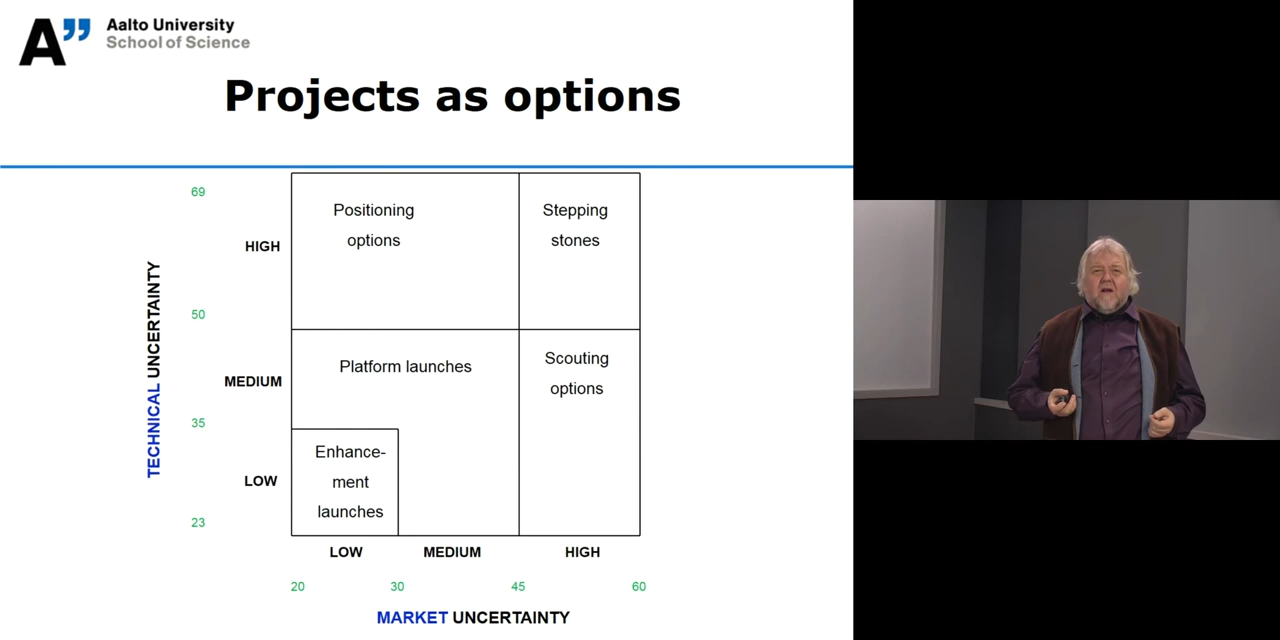 A”
Aalto University
School of Science
Projects as options
69
HIGH
50
MEDIUM
35
LOW
23
TECHNICAL UNCERTAINTY
Positioning
options
Stepping
stones
Platform launches
Scouting
options
Enhance-
ment
launches
LOW MEDIUM HIGH
20 30 45 60
MARKET UNCERTAINTY